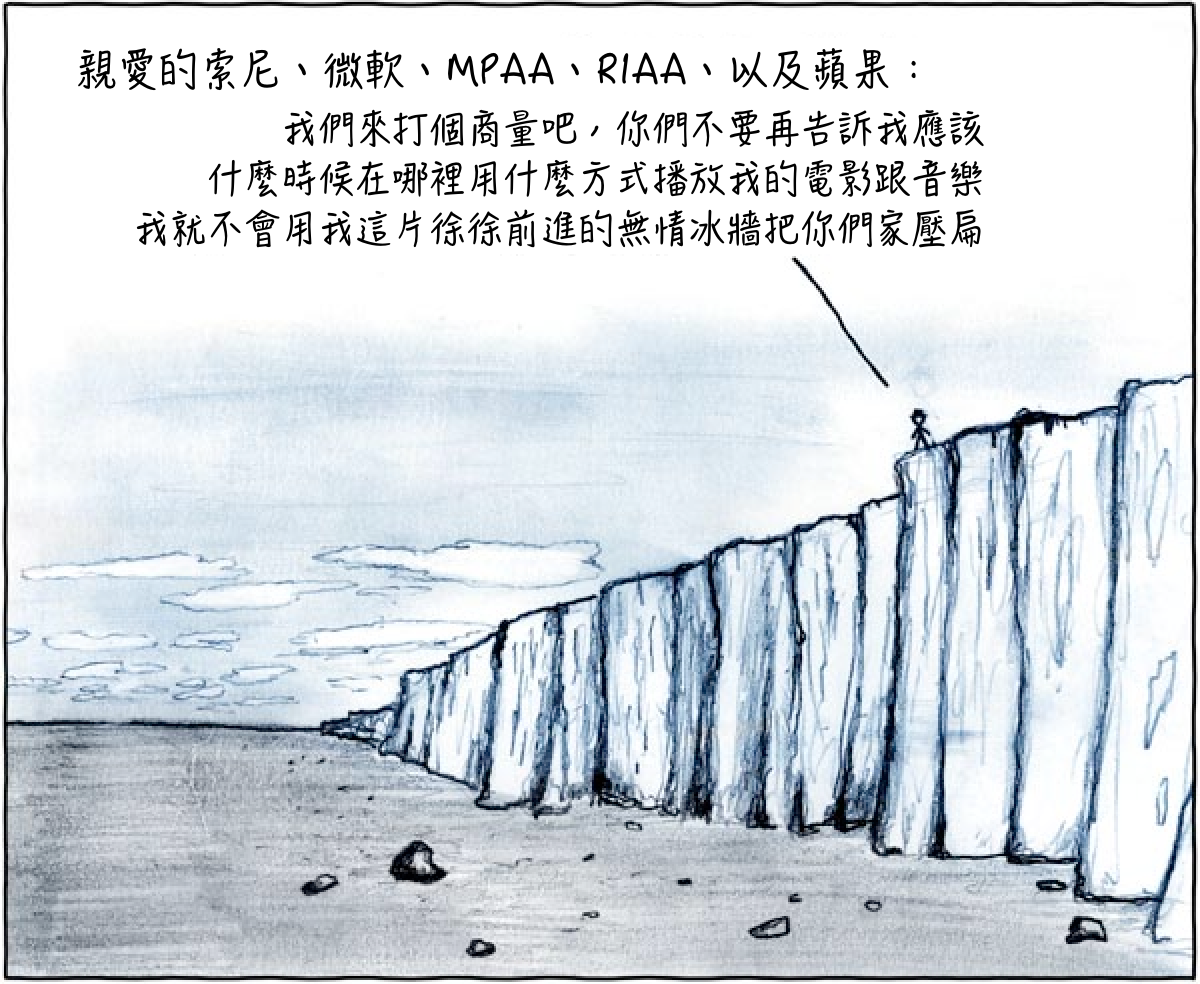 親愛的索尼、微軟、MPAA、RIAA、以及蘋果：
我們來打個商量吧，你們不要再告訴我應該
什麼時候在哪裡用什麼方式播放我的電影跟音樂
我就不會用我這片徐徐前進的無情冰牆把你們家壓扁